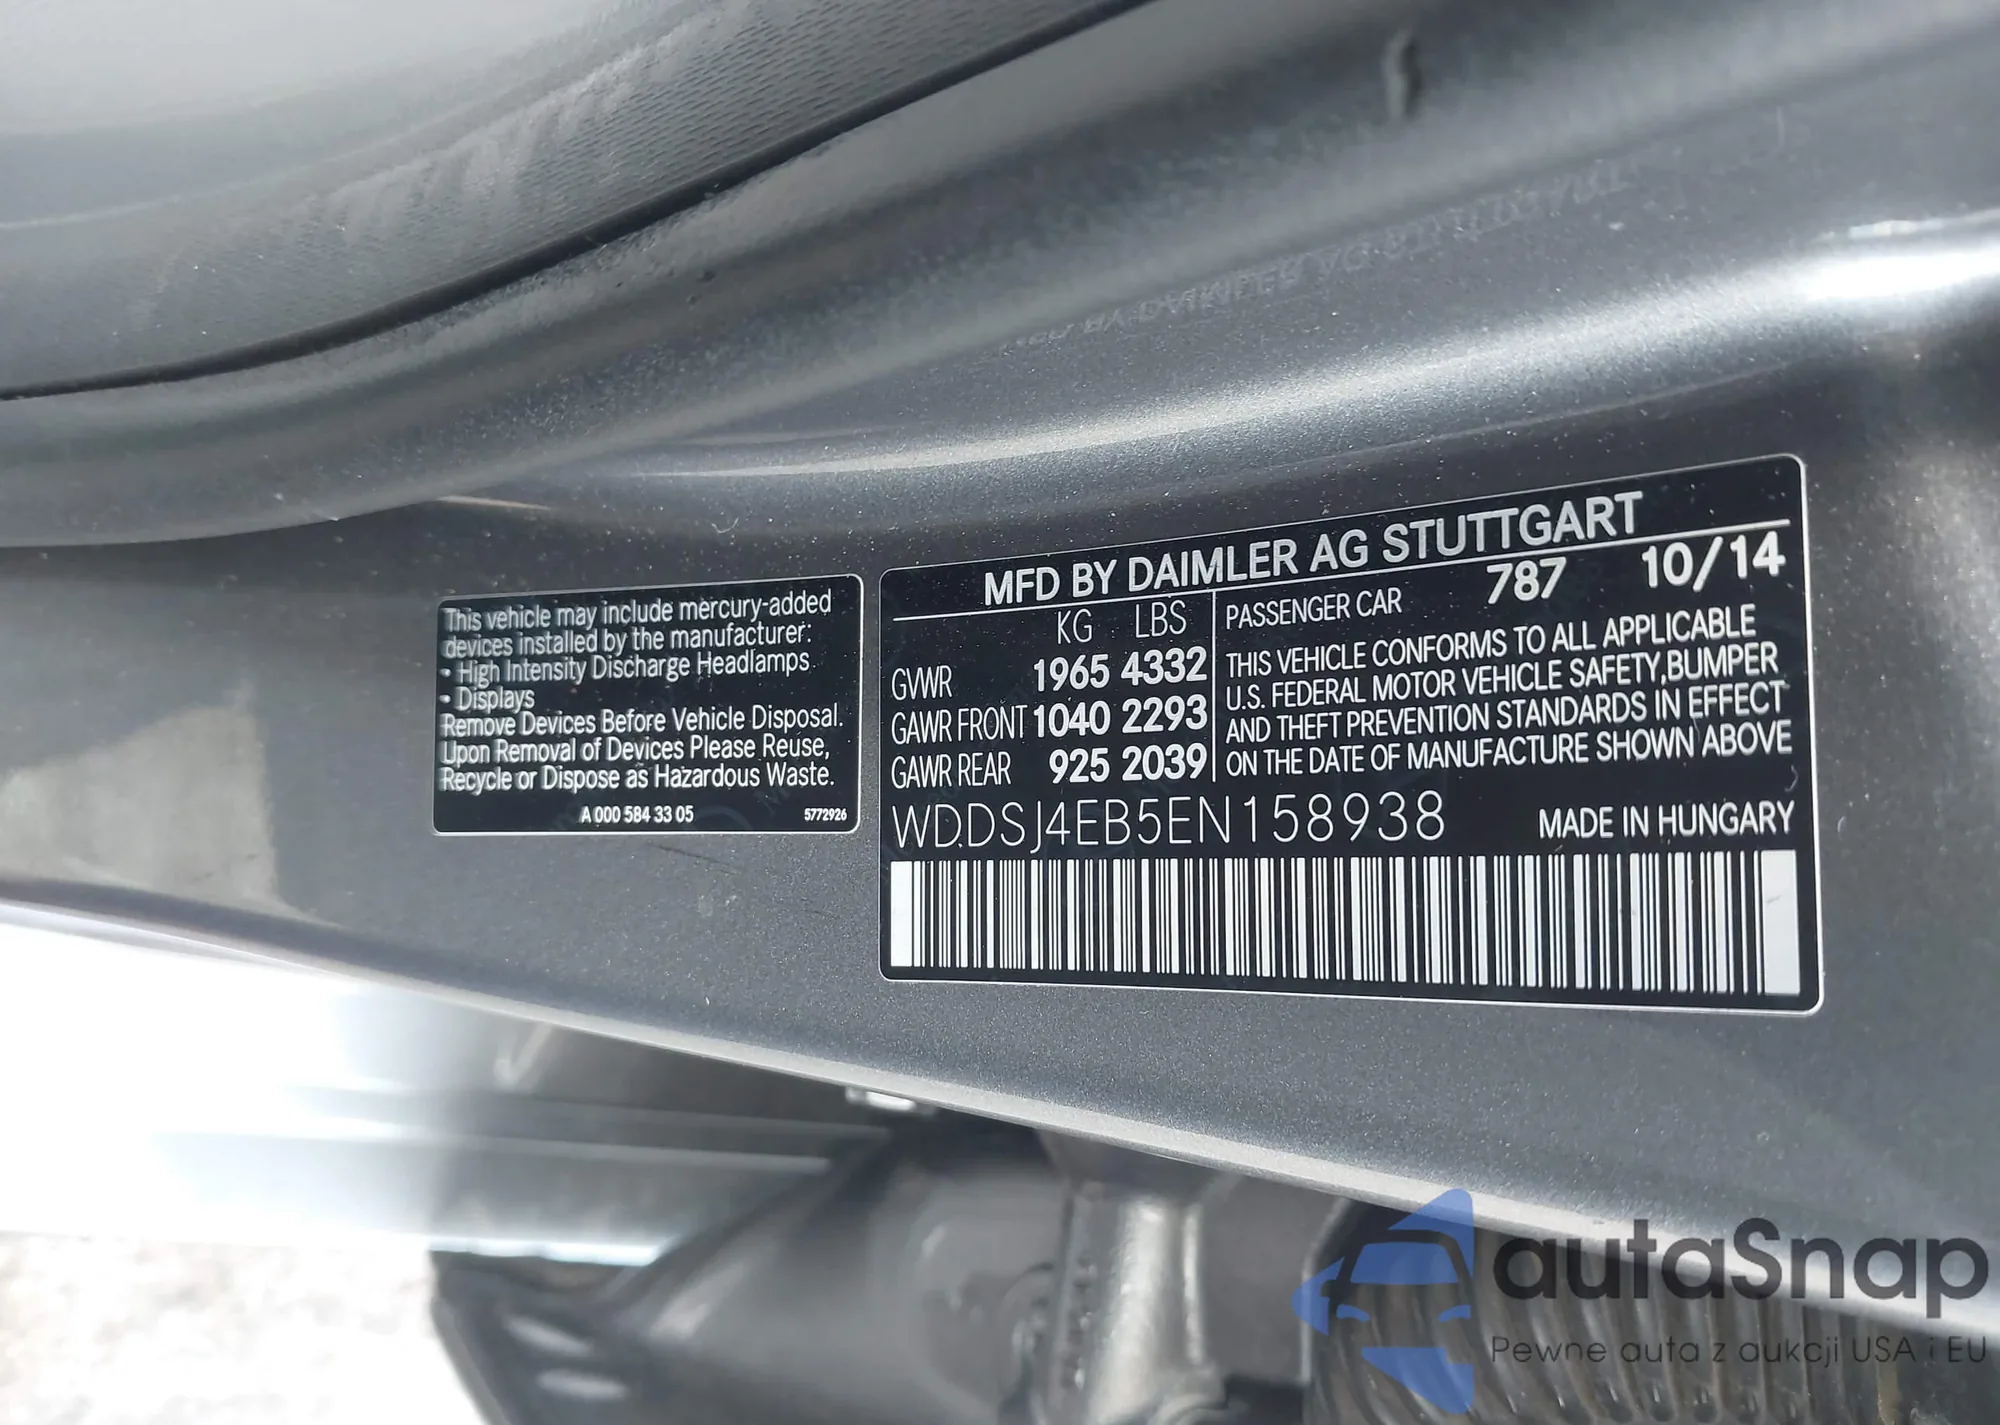 This vehicle may include mercury-added
devices installed by the manufacturer:
• High Intensity Discharge Headlamps
• Displays
Remove Devices Before Vehicle Disposal.
Upon Removal of Devices Please Reuse,
Recycle or Dispose as Hazardous Waste.
A 000 584 33 05 5772926
MFD BY DAIMLER AG STUTTGART
KG LBS
GVWR 1965 4332
GAWR FRONT 1040 2293
GAWR REAR 925 2039
PASSENGER CAR 787 10/14
THIS VEHICLE CONFORMS TO ALL APPLICABLE
U.S. FEDERAL MOTOR VEHICLE SAFETY,BUMPER
AND THEFT PREVENTION STANDARDS IN EFFECT
ON THE DATE OF MANUFACTURE SHOWN ABOVE
WDDSJ4EB5EN158938 MADE IN HUNGARY
autaSnap
Pewne auta z aukcji USA i EU